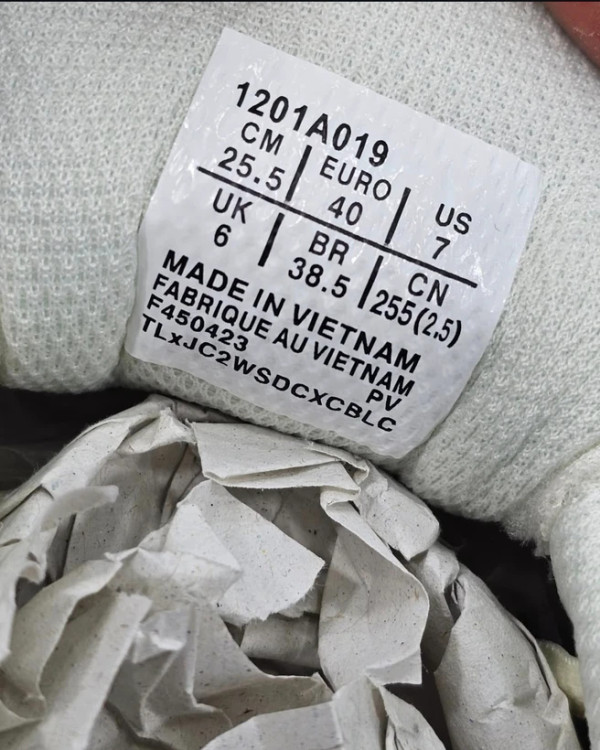 1201A019
CM EURO US
25.5 40 7
UK BR CN
6 38.5 255(2.5)
MADE IN VIETNAM
FABRIQUE AU VIETNAM
F450423 PV
TLxJC2WSDCXCBLC